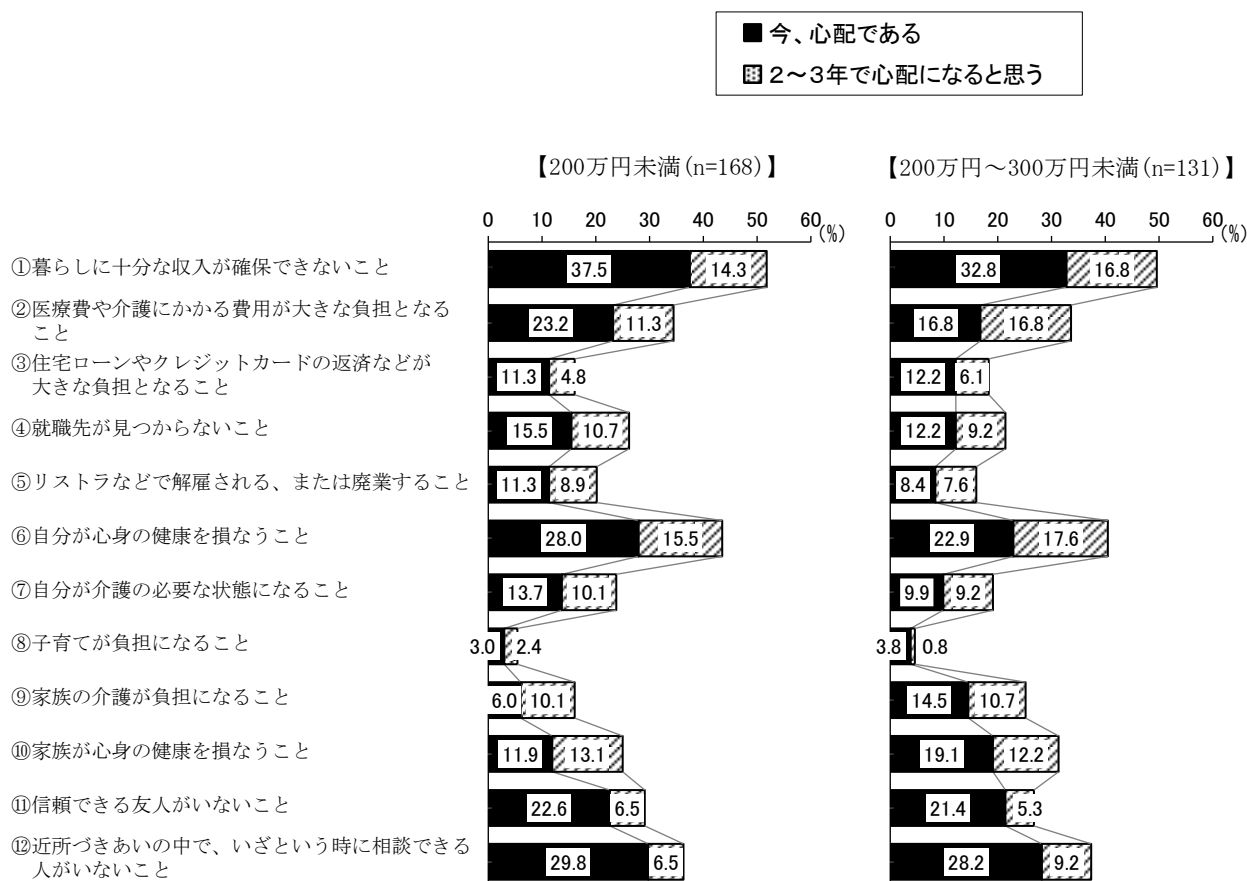 ■ 今、心配である
２～３年で心配になると思う
【200万円未満(n=168)】 【200万円～300万円未満(n=131)】
0 10 20 30 40 50 60 (%) 0 10 20 30 40 50 60 (%)
①暮らしに十分な収入が確保できないこと 37.5 14.3 32.8 16.8
②医療費や介護にかかる費用が大きな負担となる
こと 23.2 11.3 16.8 16.8
③住宅ローンやクレジットカードの返済などが
大きな負担となること 11.3 4.8 12.2 6.1
④就職先が見つからないこと 15.5 10.7 12.2 9.2
⑤リストラなどで解雇される、または廃業すること 11.3 8.9 8.4 7.6
⑥自分が心身の健康を損なうこと 28.0 15.5 22.9 17.6
⑦自分が介護の必要な状態になること 13.7 10.1 9.9 9.2
⑧子育てが負担になること 3.0 2.4 3.8 0.8
⑨家族の介護が負担になること 6.0 10.1 14.5 10.7
⑩家族が心身の健康を損なうこと 11.9 13.1 19.1 12.2
⑪信頼できる友人がいないこと 22.6 6.5 21.4 5.3
⑫近所づきあいの中で、いざという時に相談できる
人がいないこと 29.8 6.5 28.2 9.2